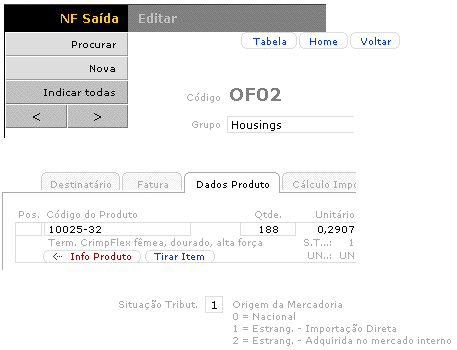 NF Saída Editar
Procurar
Tabela Home Voltar
Nova
Indicar todas
Código OF02
< >
Grupo Housings
Destinatário Fatura Dados Produto Cálculo Impo
Pos. Código do Produto Qtde. Unitário
10025-32 188 0,2907
Term. CrimpFlex fêmea, dourado, alta força S.T...: 1
<·· Info Produto Tirar Item UN..: UN
Situação Tribut. 1 Origem da Mercadoria
0 = Nacional
1 = Estrang. - Importação Direta
2 = Estrang. - Adquirida no mercado interno